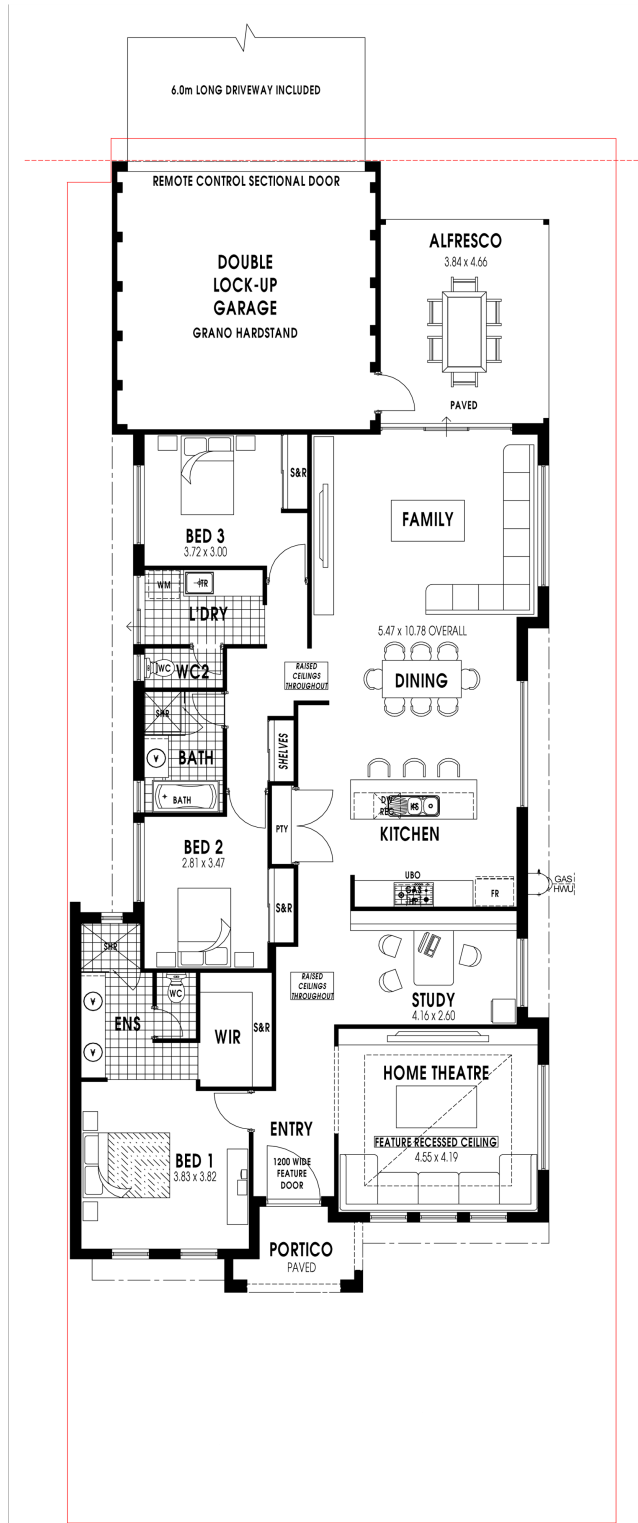 6.0m LONG DRIVEWAY INCLUDED
REMOTE CONTROL SECTIONAL DOOR
DOUBLE
LOCK-UP
GARAGE
GRANO HARDSTAND
ALFRESCO
3.84 x 4.66
PAVED
S&R
BED 3
3.72 x 3.00
FAMILY
WM
TR
L'DRY
5.47 x 10.78 OVERALL
WC
WC2
RAISED
CEILINGS
THROUGHOUT
DINING
SHR
BATH
V
SHELVES
BATH
DW
REC
KITCHEN
PTY
BED 2
2.81 x 3.47
UBO
GAS
HP
FR
GAS
HWU
S&R
SHR
RAISED
CEILINGS
THROUGHOUT
STUDY
4.16 x 2.60
WC
V
ENS
V
WIR
S&R
HOME THEATRE
FEATURE RECESSED CEILING
4.55 x 4.19
ENTRY
1200 WIDE
FEATURE
DOOR
BED 1
3.83 x 3.82
PORTICO
PAVED